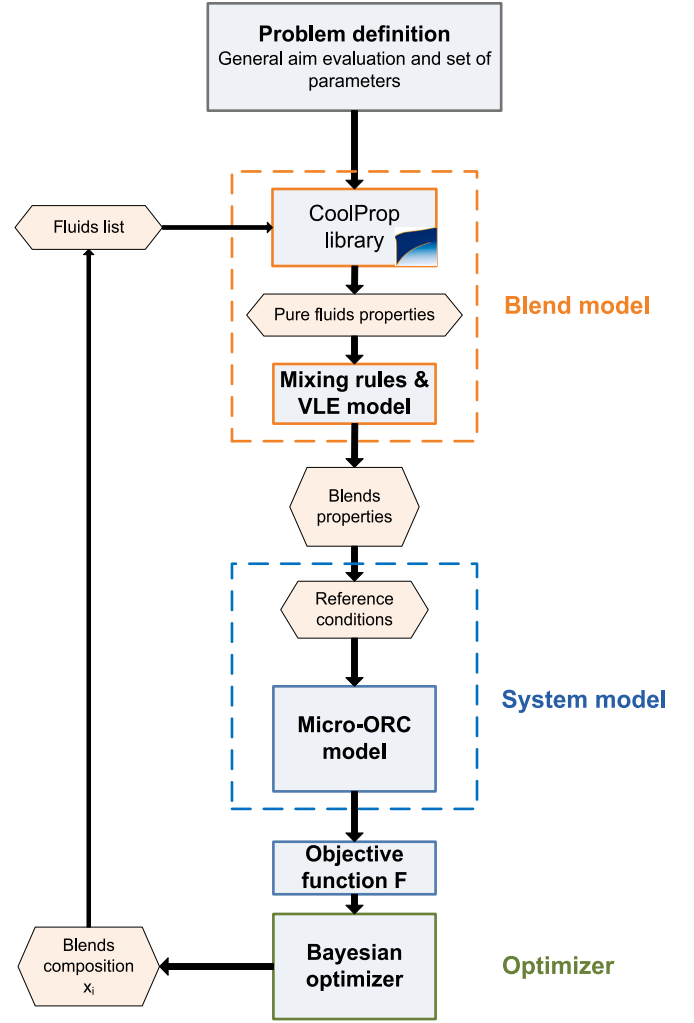 Problem definition
General aim evaluation and set of
parameters
CoolProp
library
Fluids list
Pure fluids properties
Blend model
Mixing rules &
VLE model
Blends
properties
Reference
conditions
System model
Micro-ORC
model
Objective
function F
Blends
composition
xᵢ
Bayesian
optimizer
Optimizer